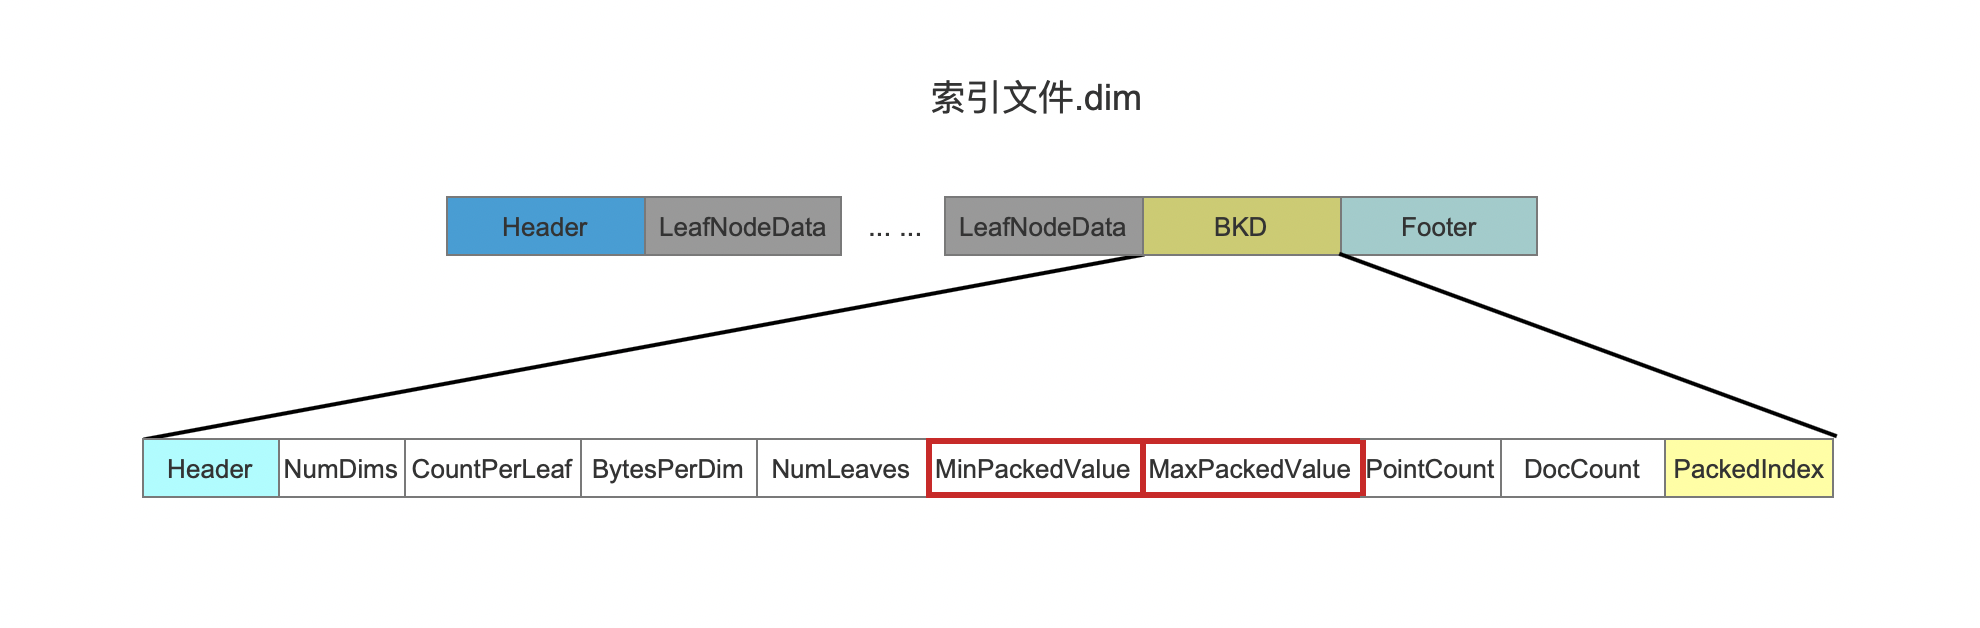 索引文件.dim
Header LeafNodeData ... ... LeafNodeData BKD Footer
Header NumDims CountPerLeaf BytesPerDim NumLeaves MinPackedValue MaxPackedValue PointCount DocCount PackedIndex